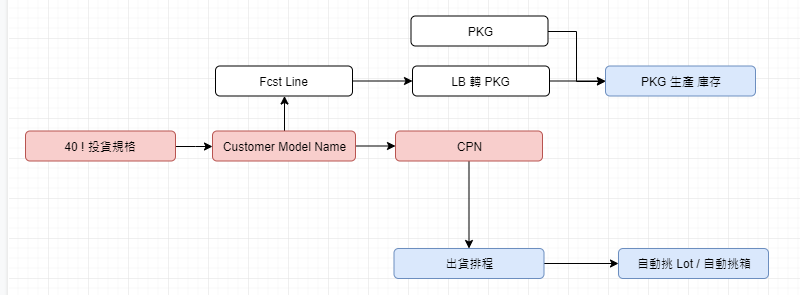 PKG
Fcst Line
LB 轉 PKG
PKG 生產 庫存
40 ! 投貨規格
Customer Model Name
CPN
出貨排程
自動挑 Lot / 自動挑箱